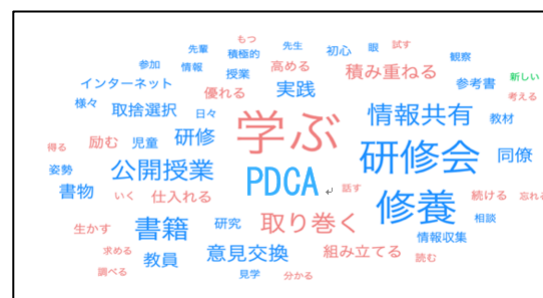 もつ
先輩 積極的 先生 初心 眼 試す
参加 情報 授業 高める 積み重ねる 観察
インターネット 優れる 実践 参考書 新しい
様々 取捨選択 日々 学ぶ 情報共有 教材 考える
得る 励む 児童 研修 研修会 同僚
姿勢 公開授業 PDCA 話す
書物 いく 仕入れる 修養 続ける 忘れる
生かす 書籍 研究 取り巻く 情報収集 相談
求める 教員 意見交換 組み立てる 読む
調べる 見学 分かる